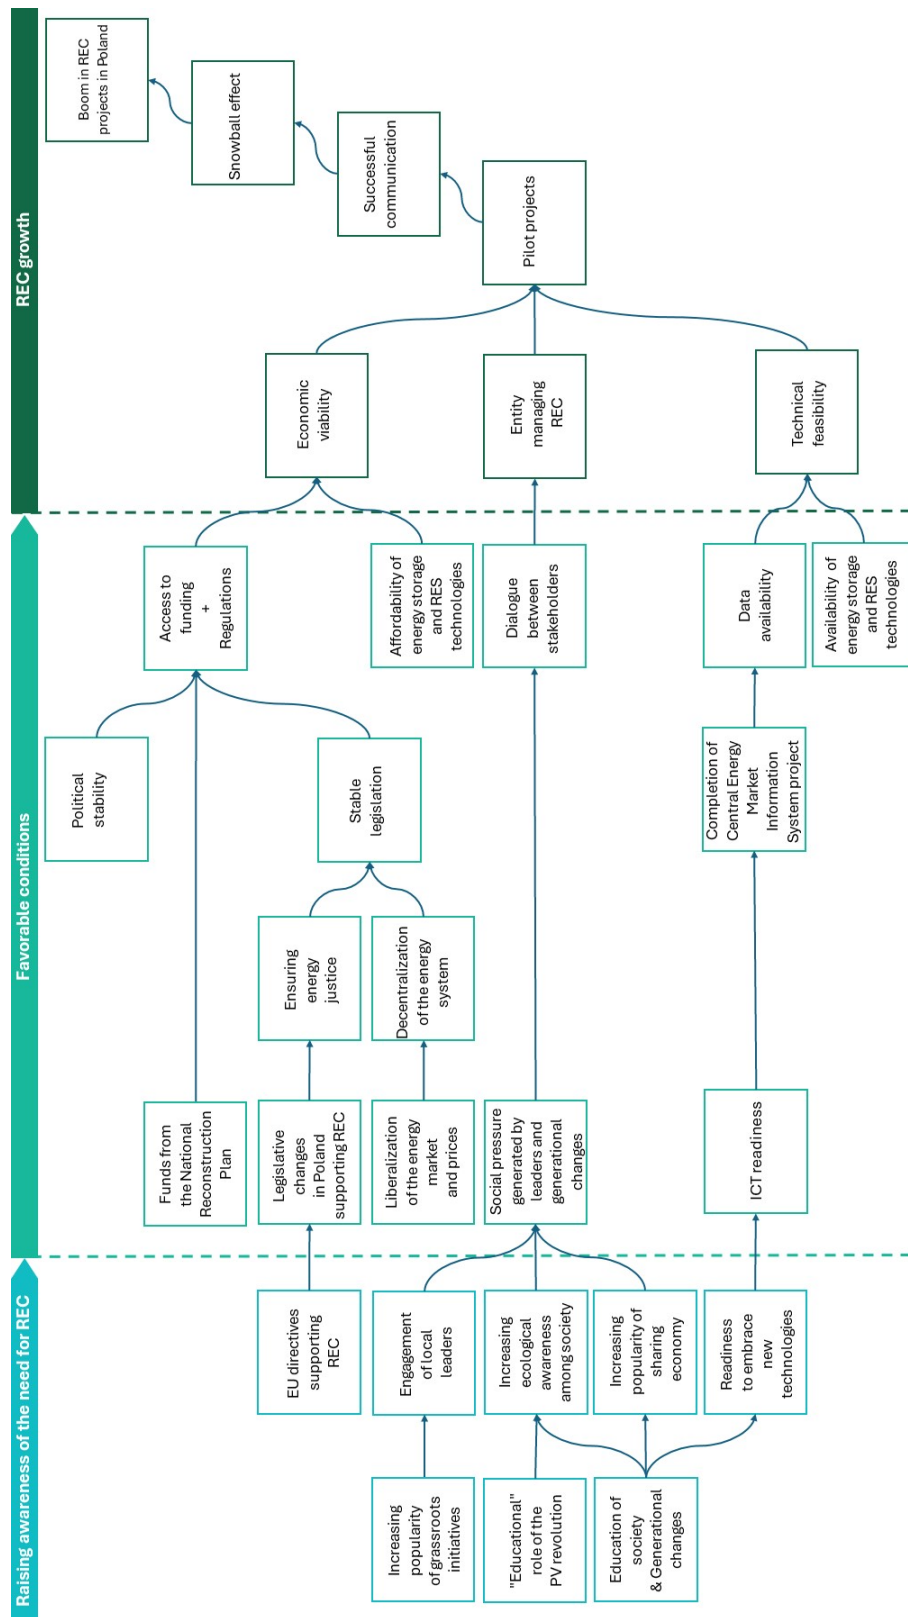 Raising awareness of the need for REC
Favorable conditions
REC growth
Increasing
popularity
of grassroots
initiatives
"Educational"
role of the
PV revolution
Education of
society
& Generational
changes
EU directives
supporting
REC
Engagement
of local
leaders
Increasing
ecological
awareness
among society
Increasing
popularity of
sharing
economy
Readiness
to embrace
new
technologies
Funds from
the National
Reconstruction
Plan
Legislative
changes
in Poland
supporting REC
Liberalization
of the energy
market
and prices
Social pressure
generated by
leaders and
generational
changes
ICT readiness
Ensuring
energy
justice
Decentralization
of the energy
system
Political
stability
Stable
legislation
Completion of
Central Energy
Market
Information
System project
Access to
funding
+
Regulations
Affordability of
energy storage
and RES
technologies
Dialogue
between
stakeholders
Data
availability
Availability of
energy storage
and RES
technologies
Economic
viability
Entity
managing
REC
Technical
feasibility
Pilot projects
Successful
communication
Snowball effect
Boom in REC
projects in Poland